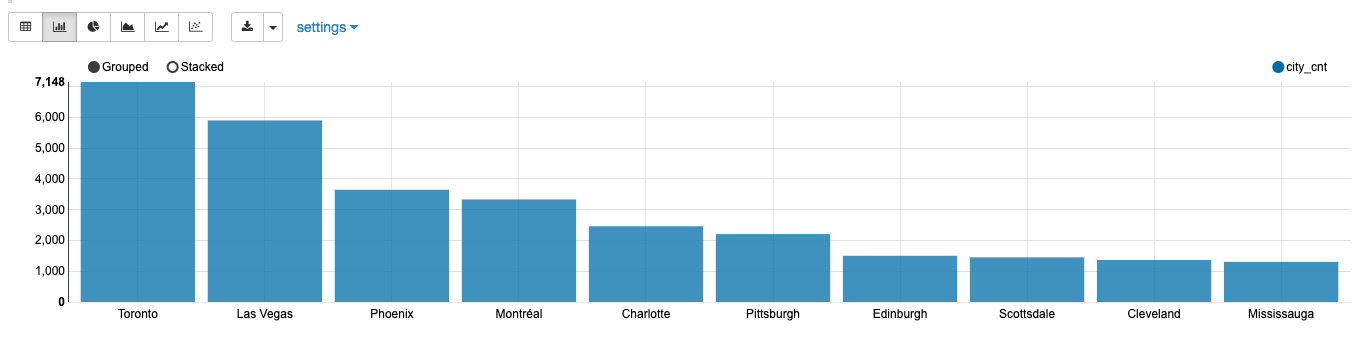 settings
Grouped Stacked city_cnt
7,148
6,000
5,000
4,000
3,000
2,000
1,000
0
Toronto Las Vegas Phoenix Montréal Charlotte Pittsburgh Edinburgh Scottsdale Cleveland Mississauga